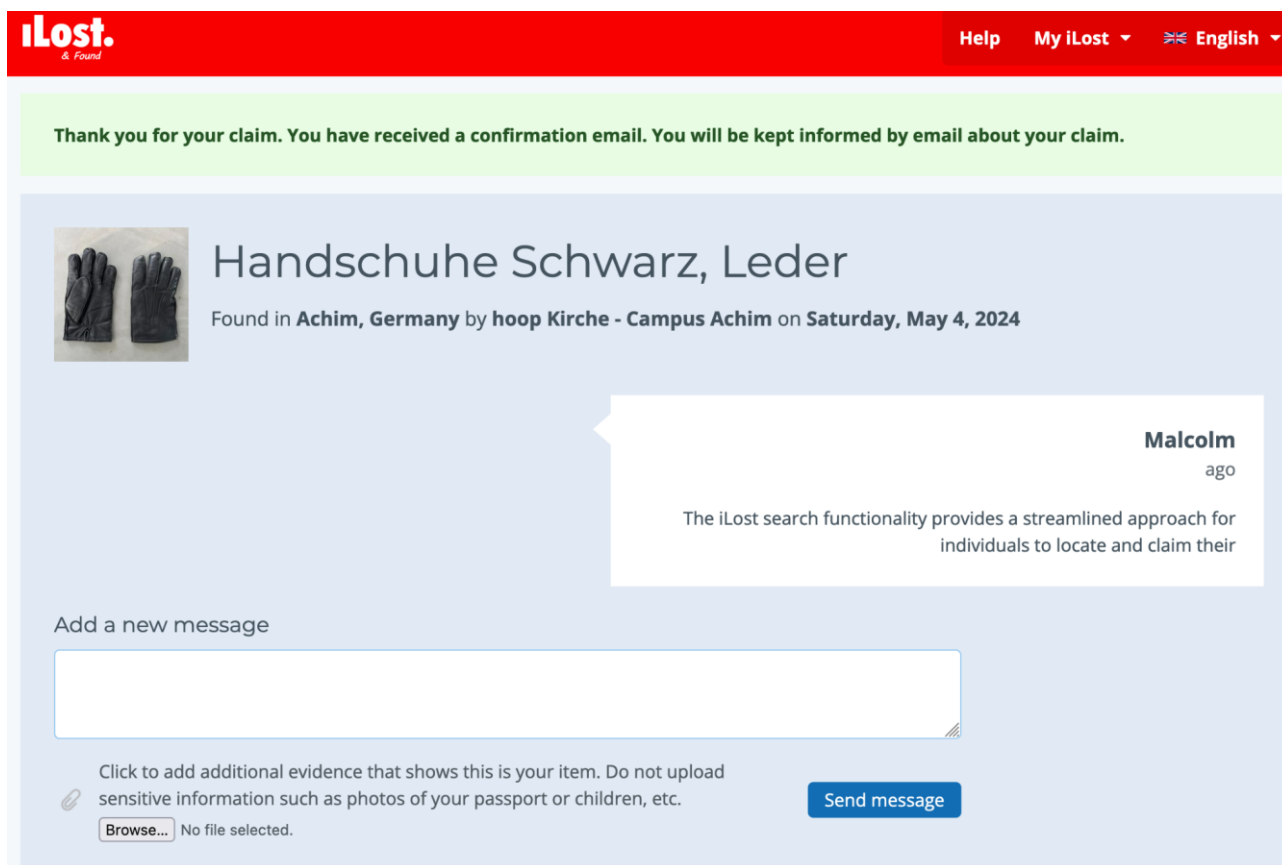 iLost.
& Found
Help My iLost English
Thank you for your claim. You have received a confirmation email. You will be kept informed by email about your claim.
Handschuhe Schwarz, Leder
Found in Achim, Germany by hoop Kirche - Campus Achim on Saturday, May 4, 2024
Malcolm
ago
The iLost search functionality provides a streamlined approach for
individuals to locate and claim their
Add a new message
Click to add additional evidence that shows this is your item. Do not upload
sensitive information such as photos of your passport or children, etc.
Browse... No file selected.
Send message